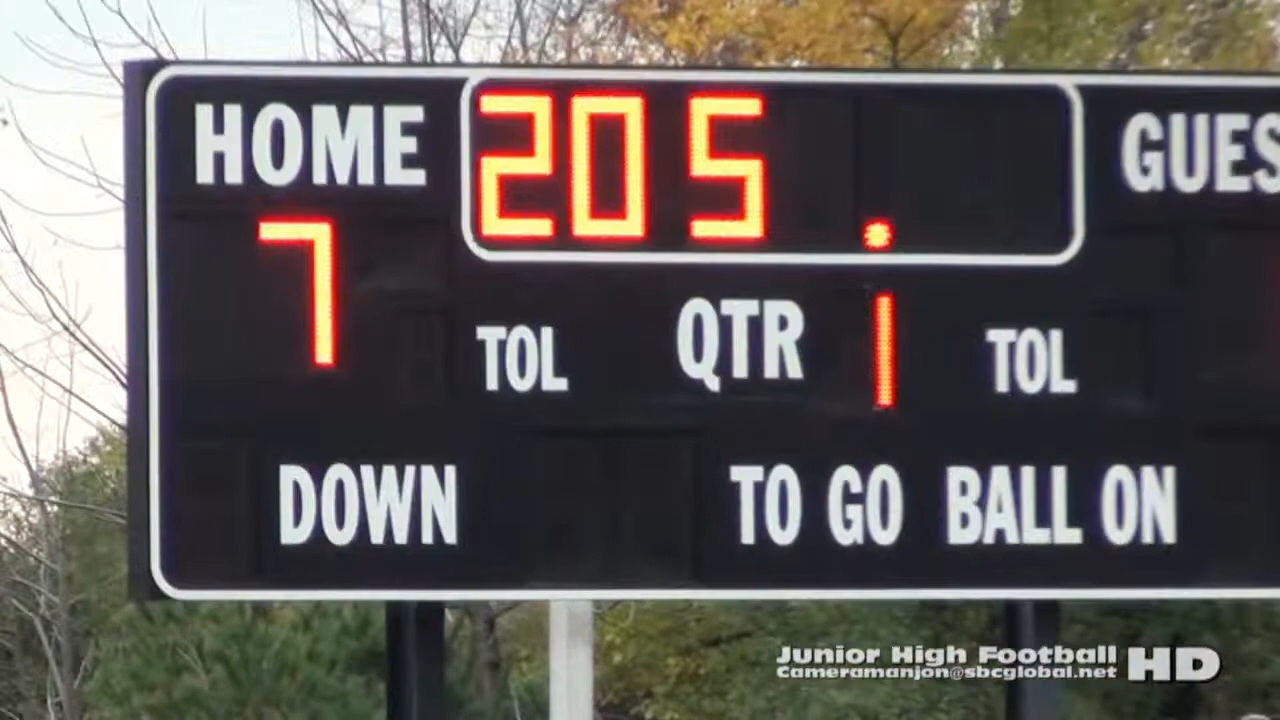 HOME 205. GUES
7 TOL QTR 1 TOL
DOWN TO GO BALL ON
Junior High Football HD
Cameramanjon@sbcglobal.net